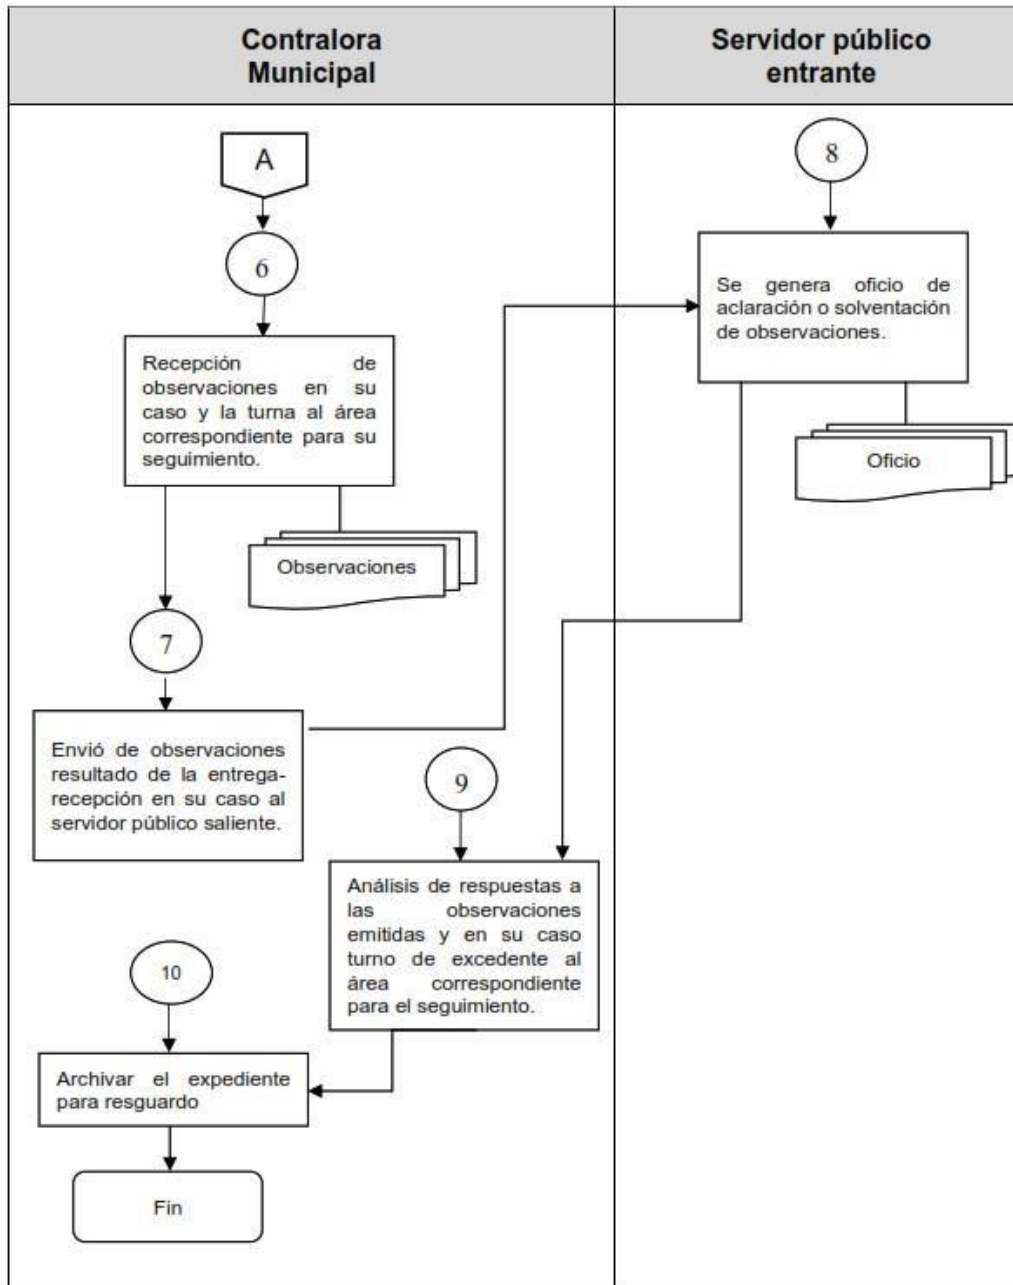 Contralora
Municipal
Servidor público
entrante
A
6
Recepción de
observaciones en su
caso y la turna al área
correspondiente para su
seguimiento.
Observaciones
7
Envió de observaciones
resultado de la entrega-
recepción en su caso al
servidor público saliente.
8
Se genera oficio de
aclaración o solventación
de observaciones.
Oficio
9
Análisis de respuestas a
las observaciones
emitidas y en su caso
turno de excedente al
área correspondiente
para el seguimiento.
10
Archivar el expediente
para resguardo
Fin